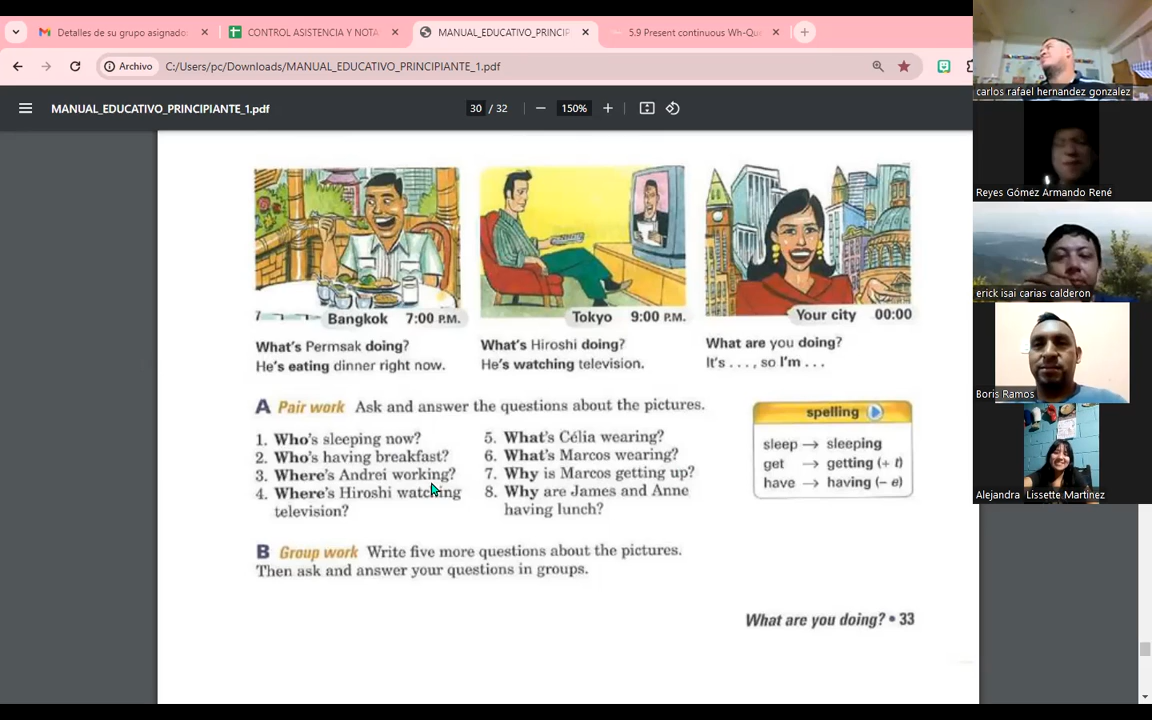 Detalles de su grupo asignado
CONTROL ASISTENCIA Y NOTA
MANUAL_EDUCATIVO_PRINCIP
5.9 Present continuous Wh-Que
Archivo
C:/Users/pc/Downloads/MANUAL_EDUCATIVO_PRINCIPIANTE_1.pdf
MANUAL_EDUCATIVO_PRINCIPIANTE_1.pdf
30 / 32
150%
carlos rafael hernandez gonzalez
Reyes Gómez Armando René
erick isai carias calderon
Boris Ramos
Alejandra Lissette Martinez
Bangkok 7:00 P.M.
Tokyo 9:00 P.M.
Your city 00:00
What's Permsak doing?
He's eating dinner right now.
What's Hiroshi doing?
He's watching television.
What are you doing?
It's . . . , so I'm . . .
A Pair work Ask and answer the questions about the pictures.
1. Who's sleeping now?
2. Who's having breakfast?
3. Where's Andrei working?
4. Where's Hiroshi watching
television?
5. What's Célia wearing?
6. What's Marcos wearing?
7. Why is Marcos getting up?
8. Why are James and Anne
having lunch?
spelling
sleep → sleeping
get → getting (+ t)
have → having (– e)
B Group work Write five more questions about the pictures.
Then ask and answer your questions in groups.
What are you doing? • 33